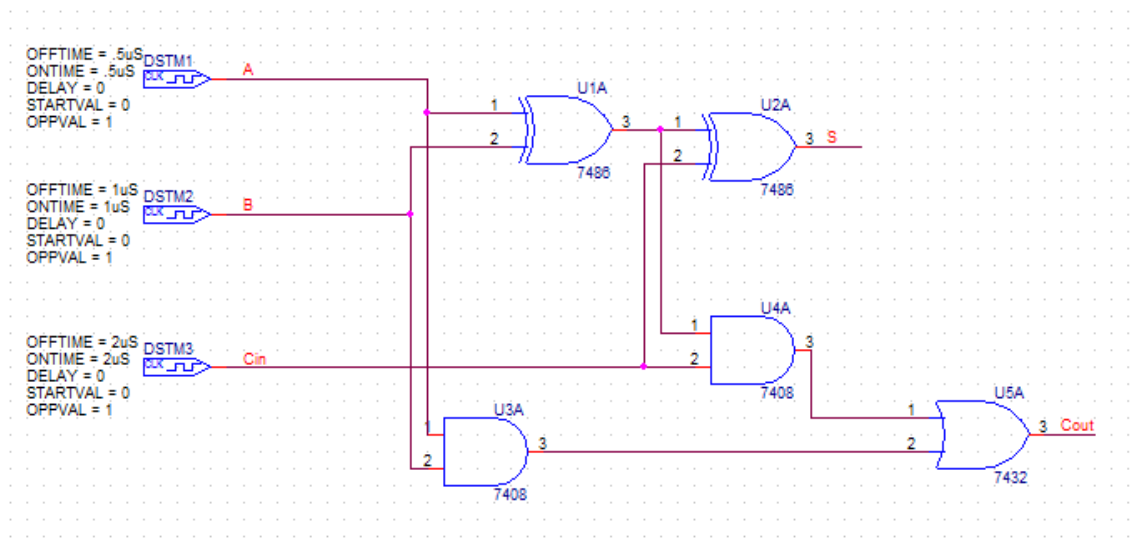 OFFTIME = .5uS DSTM1
ONTIME = .5uS CLK A
DELAY = 0
STARTVAL = 0
OPPVAL = 1
U1A
1
2
3
7486
U2A
1
2
3 S
7486
OFFTIME = 1uS DSTM2
ONTIME = 1uS CLK B
DELAY = 0
STARTVAL = 0
OPPVAL = 1
OFFTIME = 2uS DSTM3
ONTIME = 2uS CLK Cin
DELAY = 0
STARTVAL = 0
OPPVAL = 1
U4A
1
2
3
7408
U3A
1
2
3
7408
U5A
1
2
3 Cout
7432